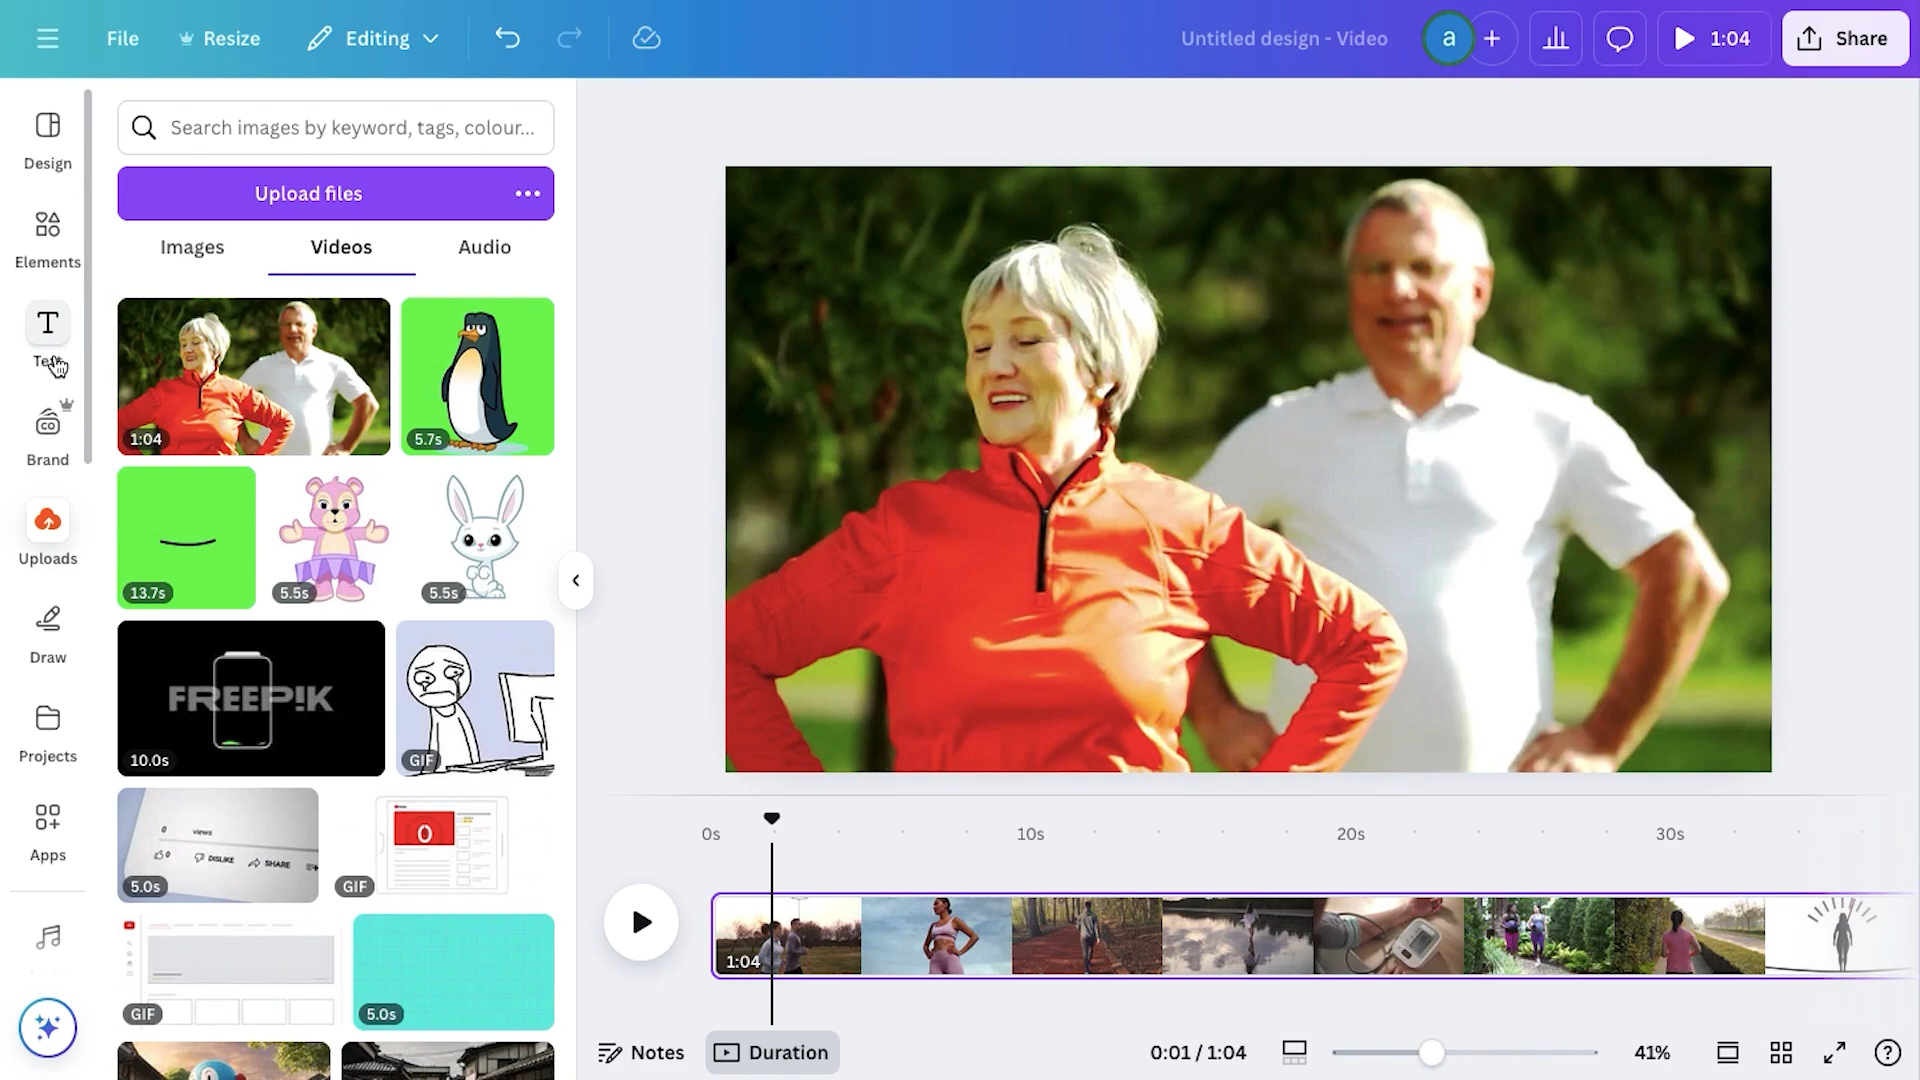 File
Resize
Editing
Untitled design - Video
a
1:04
Share
Design
Elements
Text
Brand
Uploads
Draw
Projects
Apps
Search images by keyword, tags, colour...
Upload files
Images
Videos
Audio
1:04
5.7s
13.7s
5.5s
5.5s
FREEP!K
10.0s
GIF
0 views
0
DISLIKE
SHARE
5.0s
0
GIF
GIF
5.0s
0s
10s
20s
30s
1:04
Notes
Duration
0:01 / 1:04
41%